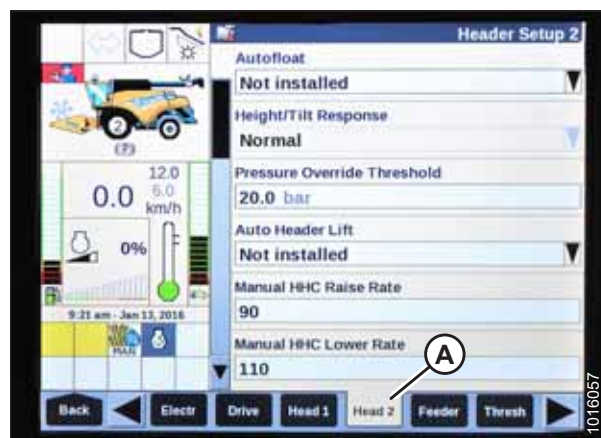 Header Setup 2
Autofloat
Not installed
Height/Tilt Response
Normal
Pressure Override Threshold
20.0 bar
Auto Header Lift
Not installed
Manual HHC Raise Rate
90
Manual HHC Lower Rate
110
2
(P)
12.0
0.0 6.0
km/h
0%
9:21 am - Jan 13, 2016
MAN
A
Back Electr Drive Head 1 Head 2 Feeder Thresh
1016057